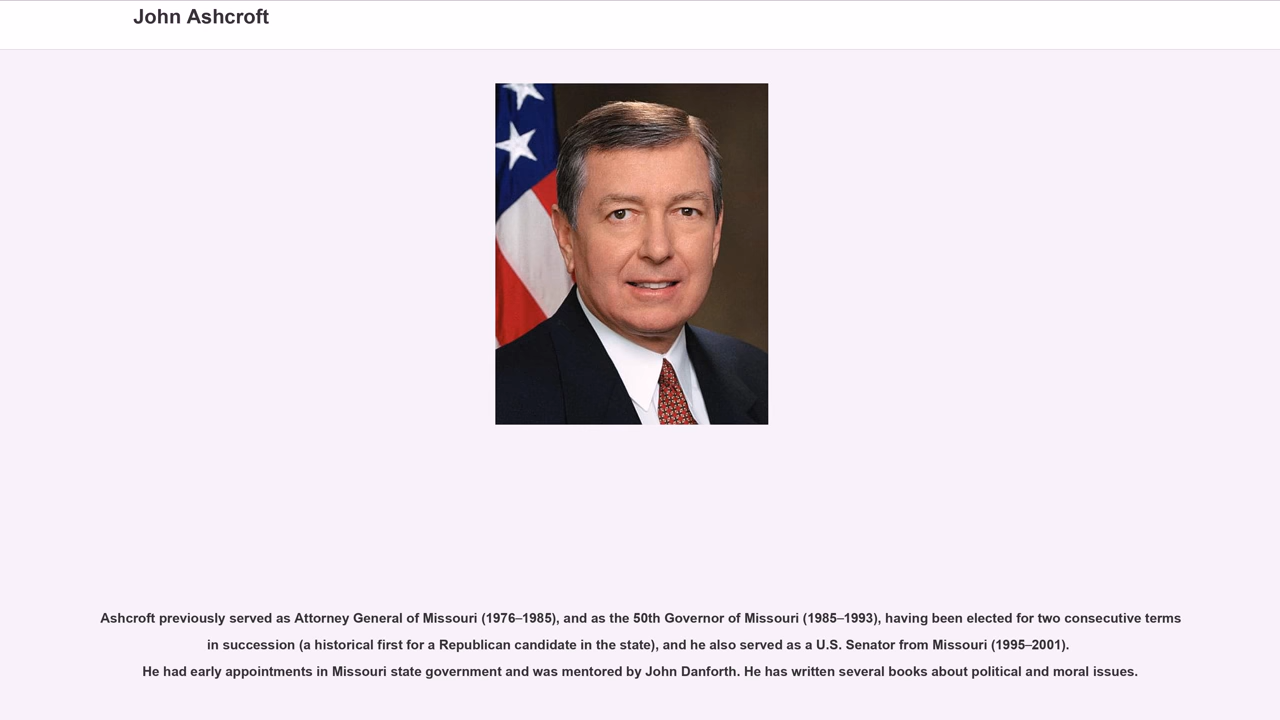 John Ashcroft
Ashcroft previously served as Attorney General of Missouri (1976–1985), and as the 50th Governor of Missouri (1985–1993), having been elected for two consecutive terms
in succession (a historical first for a Republican candidate in the state), and he also served as a U.S. Senator from Missouri (1995–2001).
He had early appointments in Missouri state government and was mentored by John Danforth. He has written several books about political and moral issues.